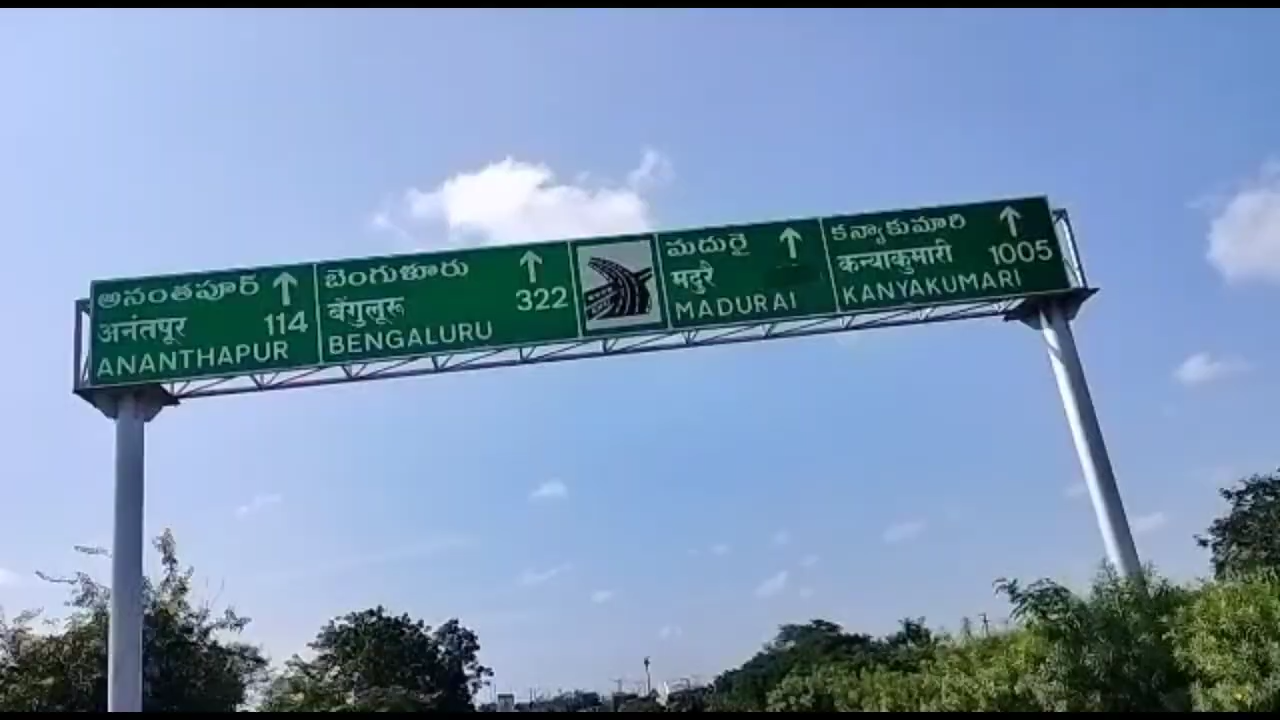 అనంతపూర్
अनंतपूर 114
ANANTHAPUR
బెంగుళూరు
बेंगुलूरू 322
BENGALURU
మదురై
मदुरै
MADURAI
కన్యాకుమారి
कन्याकुमारी 1005
KANYAKUMARI